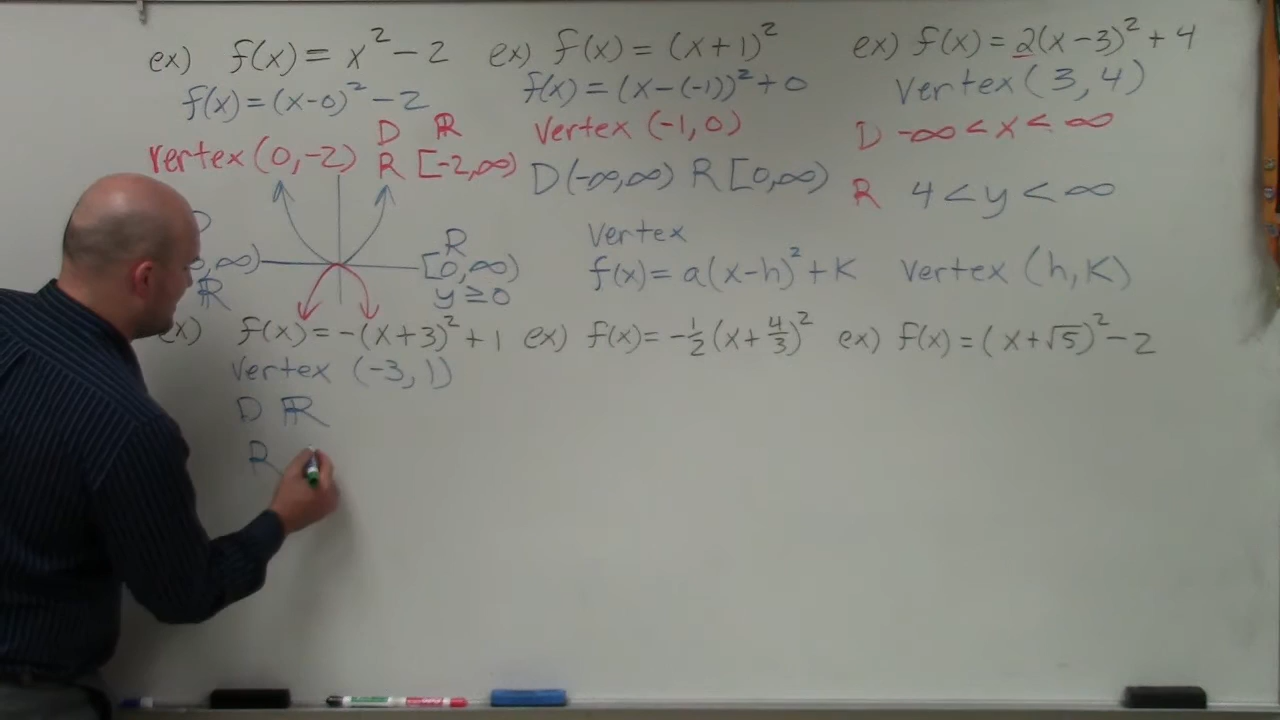 ex) f(x) = x² - 2
f(x) = (x-0)² - 2
D ℝ
vertex (0, -2) R [-2, ∞)
ex) f(x) = (x+1)²
f(x) = (x-(-1))² + 0
vertex (-1, 0)
D (-∞, ∞) R [0, ∞)
ex) f(x) = 2(x-3)² + 4
vertex (3, 4)
D -∞ < x < ∞
R 4 < y < ∞
, ∞)
ℝ
R
[0, ∞)
y ≥ 0
vertex
f(x) = a(x-h)² + K vertex (h, K)
ex) f(x) = -(x+3)² + 1
vertex (-3, 1)
D ℝ
R
ex) f(x) = -1/2 (x + 4/3)²
ex) f(x) = (x+√5)² - 2